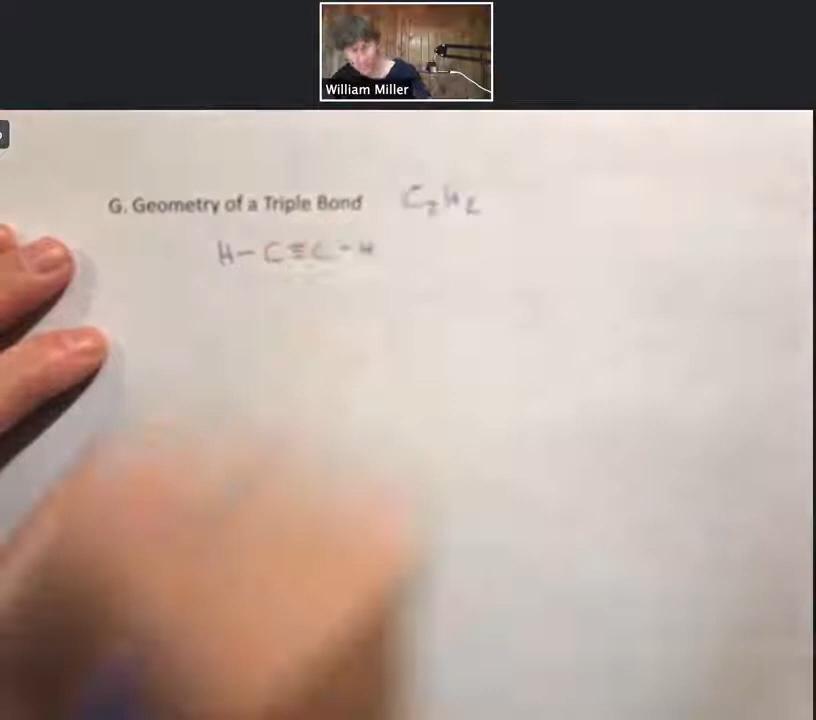 William Miller
G. Geometry of a Triple Bond C₂H₂
H-C≡C-H